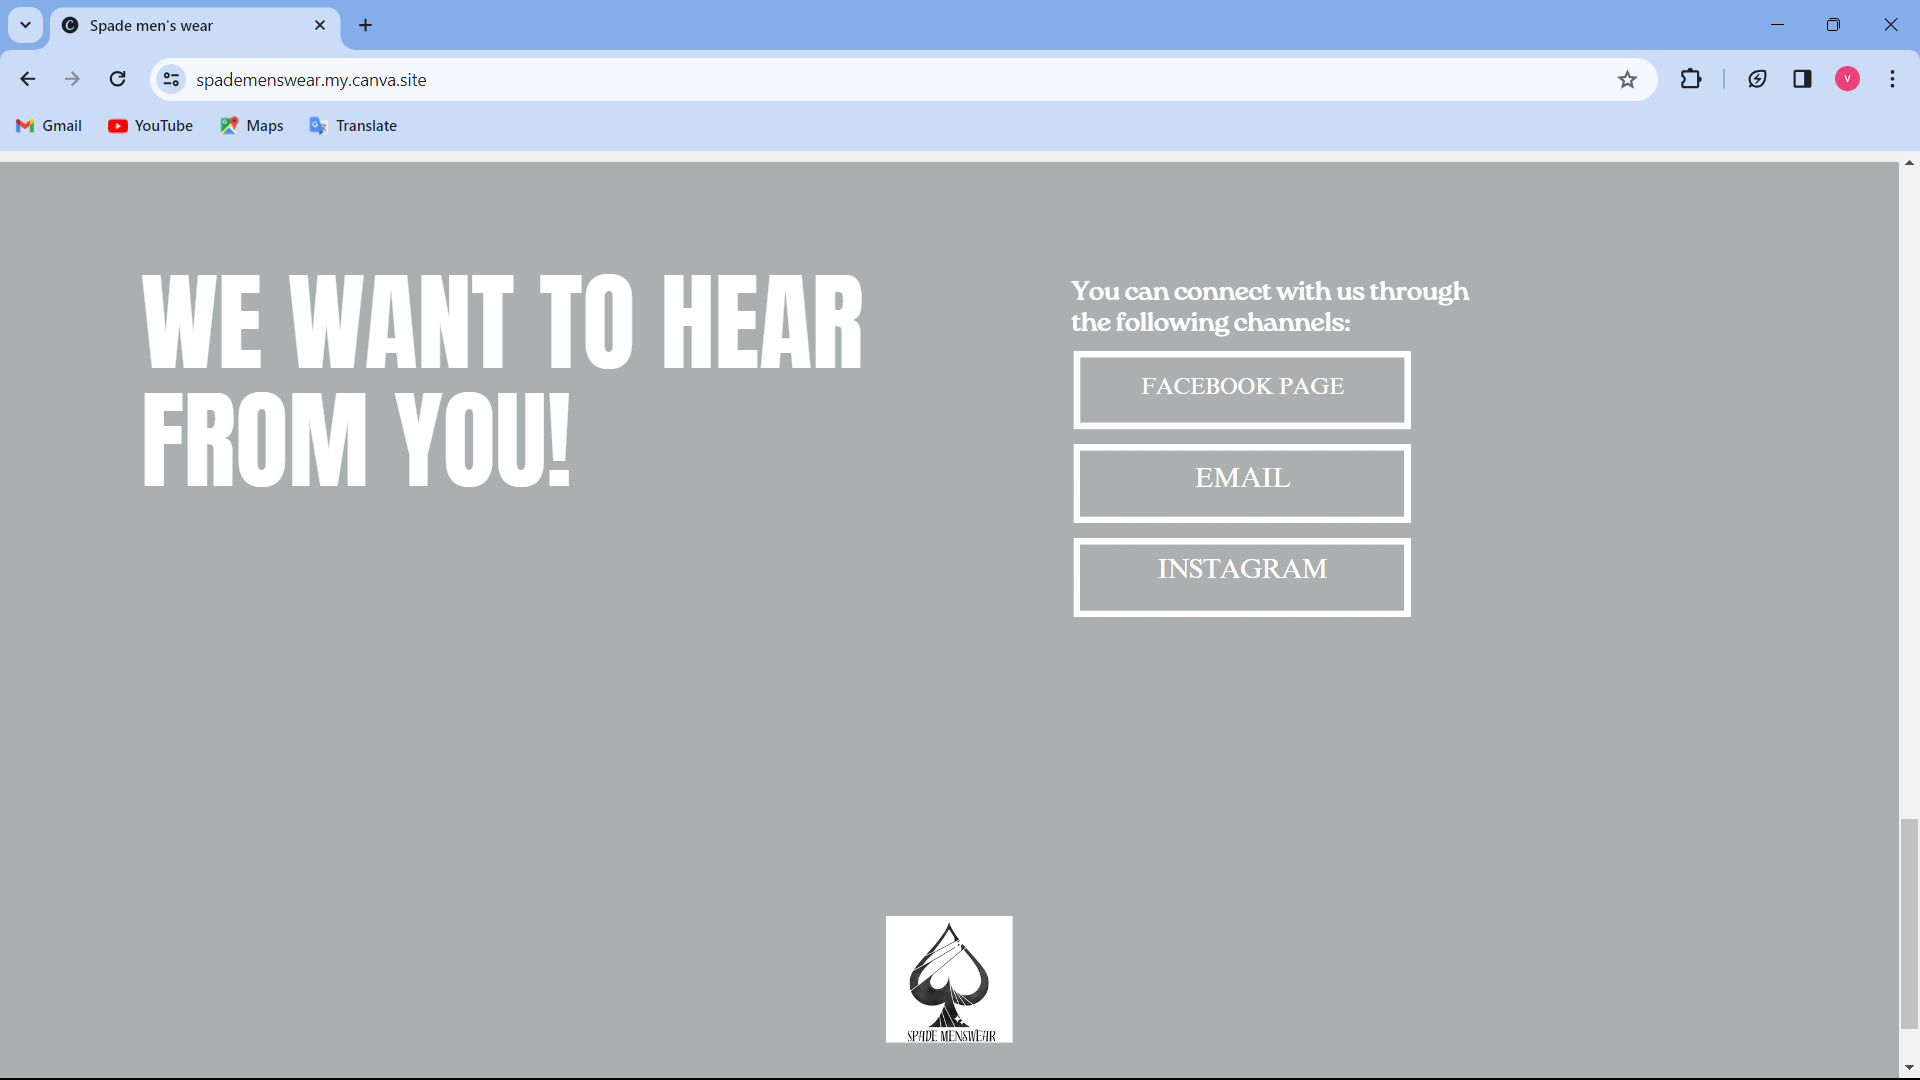 Spade men's wear
spademenswear.my.canva.site
V
Gmail
YouTube
Maps
Translate
WE WANT TO HEAR
FROM YOU!
You can connect with us through
the following channels:
FACEBOOK PAGE
EMAIL
INSTAGRAM
SPADE MENSWEAR